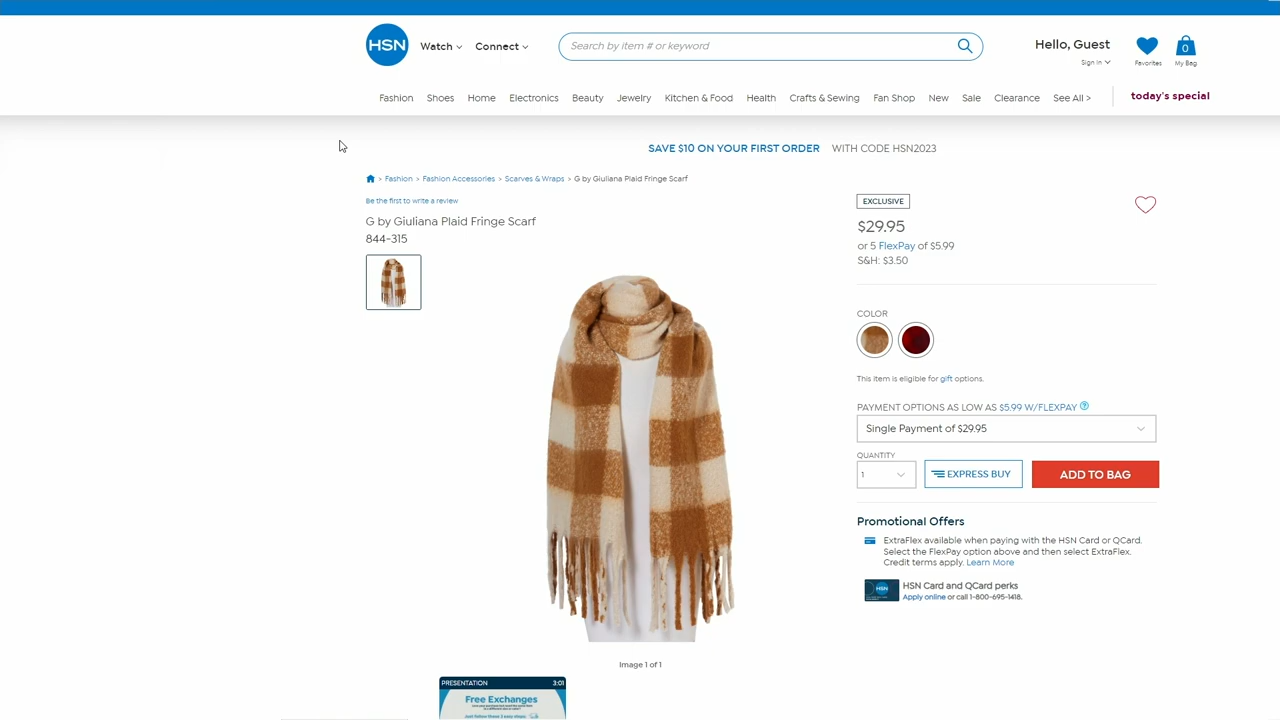 HSN
Watch
Connect
Search by item # or keyword
Hello, Guest
Sign In
Favorites
0
My Bag
Fashion Shoes Home Electronics Beauty Jewelry Kitchen & Food Health Crafts & Sewing Fan Shop New Sale Clearance See All >
today's special
SAVE $10 ON YOUR FIRST ORDER WITH CODE HSN2023
> Fashion > Fashion Accessories > Scarves & Wraps > G by Giuliana Plaid Fringe Scarf
Be the first to write a review
G by Giuliana Plaid Fringe Scarf
844-315
EXCLUSIVE
$29.95
or 5 FlexPay of $5.99
S&H: $3.50
COLOR
This item is eligible for gift options.
PAYMENT OPTIONS AS LOW AS $5.99 W/FLEXPAY ?
Single Payment of $29.95
QUANTITY
1
EXPRESS BUY
ADD TO BAG
Promotional Offers
ExtraFlex available when paying with the HSN Card or QCard.
Select the FlexPay option above and then select ExtraFlex.
Credit terms apply. Learn More
HSN
HSN Card and QCard perks
Apply online or call 1-800-695-1418.
Image 1 of 1
PRESENTATION 3:01
Free Exchanges
Just follow these 3 easy steps: